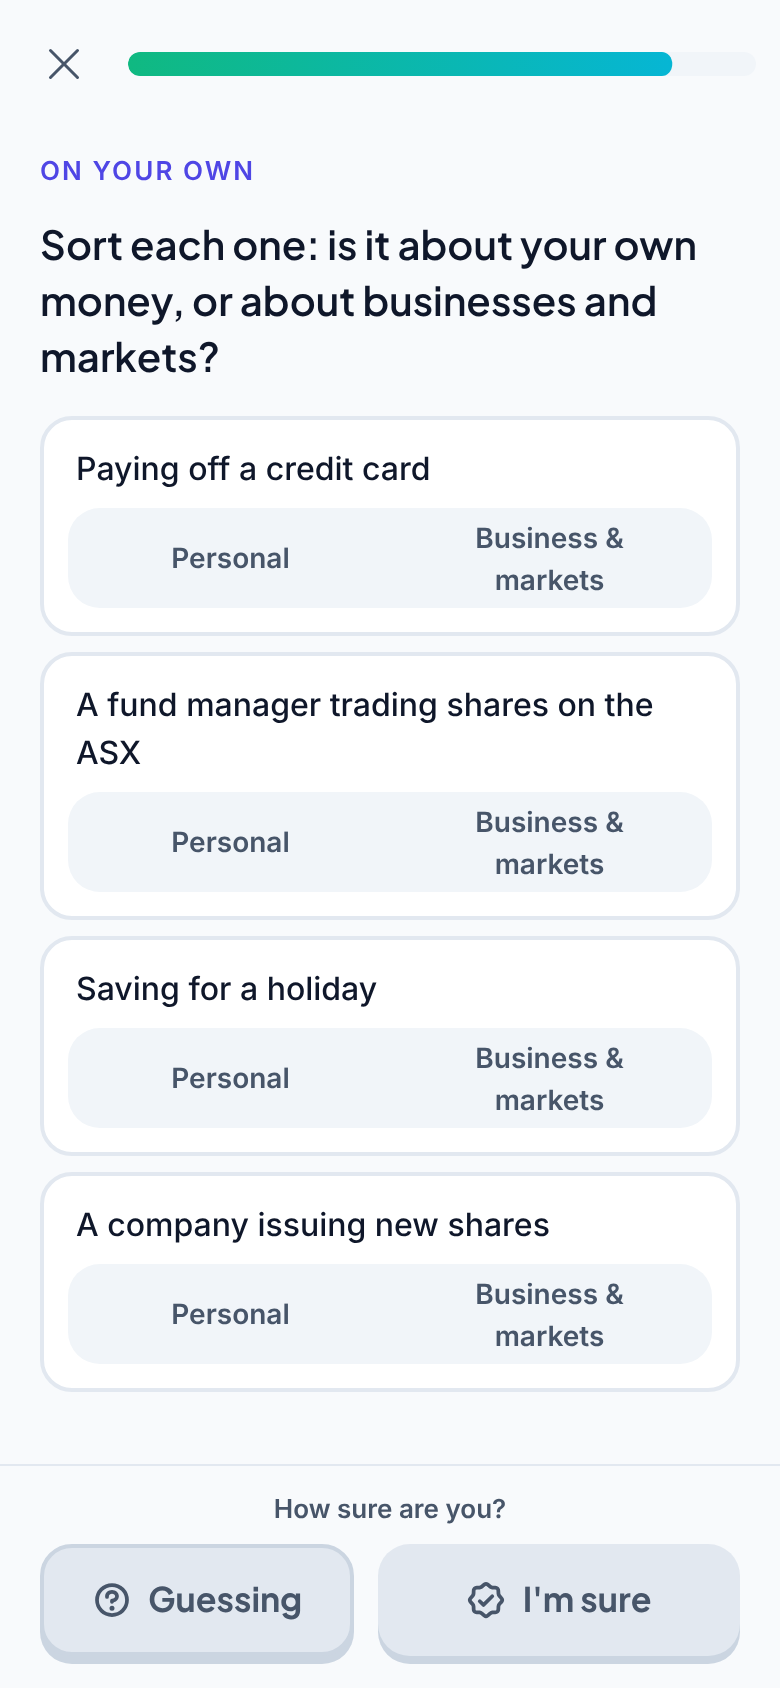 ON YOUR OWN
Sort each one: is it about your own
money, or about businesses and
markets?
Paying off a credit card
Personal
Business &
markets
A fund manager trading shares on the
ASX
Personal
Business &
markets
Saving for a holiday
Personal
Business &
markets
A company issuing new shares
Personal
Business &
markets
How sure are you?
Guessing
I'm sure